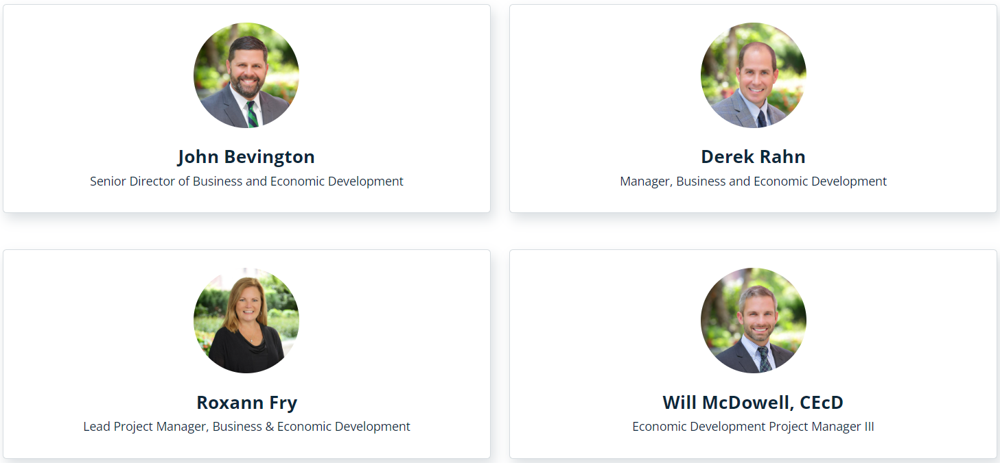 John Bevington
Senior Director of Business and Economic Development
Derek Rahn
Manager, Business and Economic Development
Roxann Fry
Lead Project Manager, Business & Economic Development
Will McDowell, CEcD
Economic Development Project Manager III